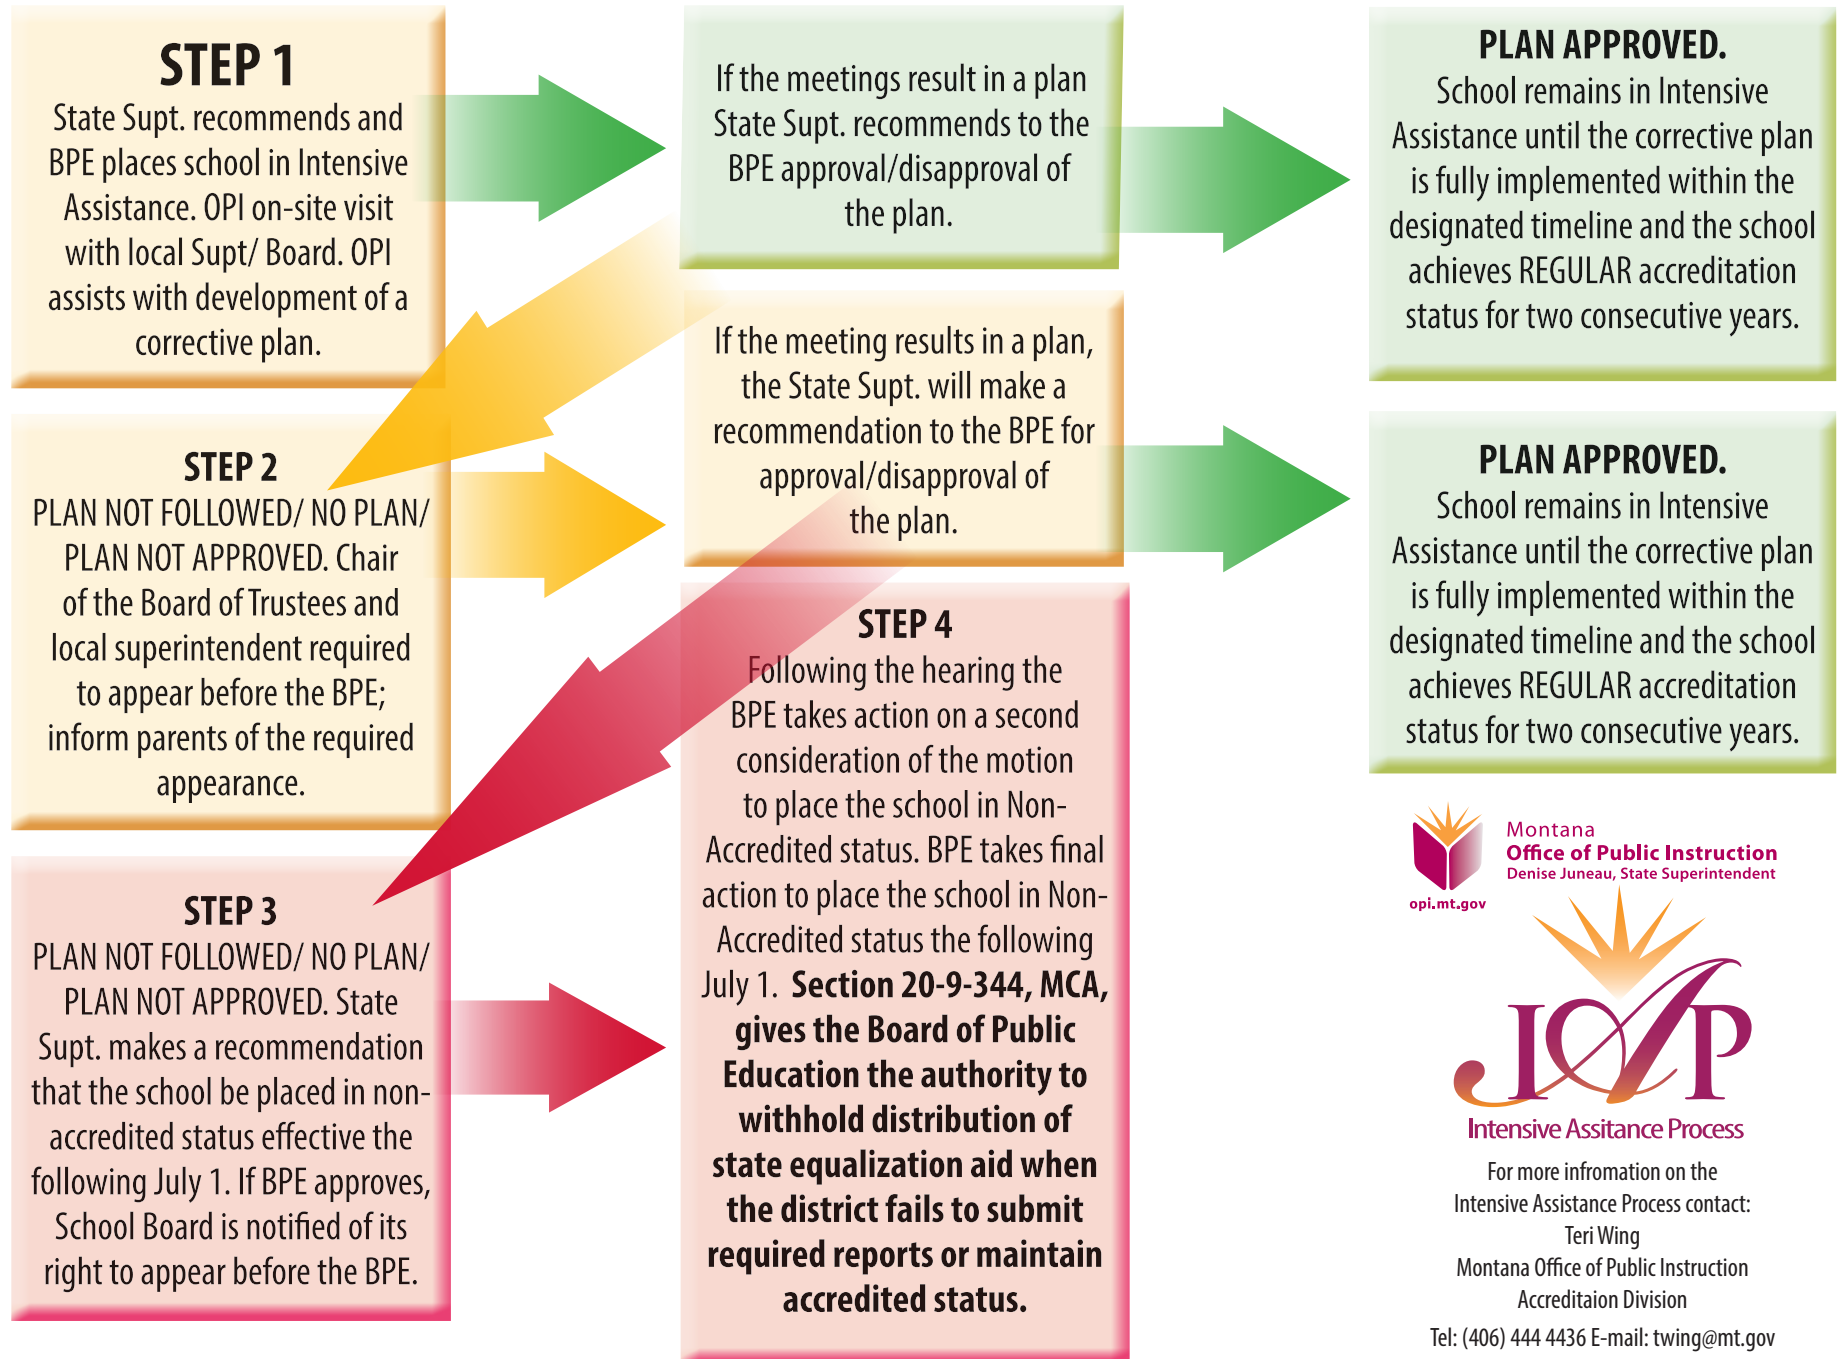 STEP 1
State Supt. recommends and
BPE places school in Intensive
Assistance. OPI on-site visit
with local Supt/ Board. OPI
assists with development of a
corrective plan.
If the meetings result in a plan
State Supt. recommends to the
BPE approval/disapproval of
the plan.
PLAN APPROVED.
School remains in Intensive
Assistance until the corrective plan
is fully implemented within the
designated timeline and the school
achieves REGULAR accreditation
status for two consecutive years.
STEP 2
PLAN NOT FOLLOWED/ NO PLAN/
PLAN NOT APPROVED. Chair
of the Board of Trustees and
local superintendent required
to appear before the BPE;
inform parents of the required
appearance.
If the meeting results in a plan,
the State Supt. will make a
recommendation to the BPE for
approval/disapproval of
the plan.
PLAN APPROVED.
School remains in Intensive
Assistance until the corrective plan
is fully implemented within the
designated timeline and the school
achieves REGULAR accreditation
status for two consecutive years.
STEP 3
PLAN NOT FOLLOWED/ NO PLAN/
PLAN NOT APPROVED. State
Supt. makes a recommendation
that the school be placed in non-
accredited status effective the
following July 1. If BPE approves,
School Board is notified of its
right to appear before the BPE.
STEP 4
Following the hearing the
BPE takes action on a second
consideration of the motion
to place the school in Non-
Accredited status. BPE takes final
action to place the school in Non-
Accredited status the following
July 1. Section 20-9-344, MCA,
gives the Board of Public
Education the authority to
withhold distribution of
state equalization aid when
the district fails to submit
required reports or maintain
accredited status.
Montana
Office of Public Instruction
Denise Juneau, State Superintendent
opi.mt.gov
IAP
Intensive Assitance Process
For more infromation on the
Intensive Assistance Process contact:
Teri Wing
Montana Office of Public Instruction
Accreditaion Division
Tel: (406) 444 4436 E-mail: twing@mt.gov